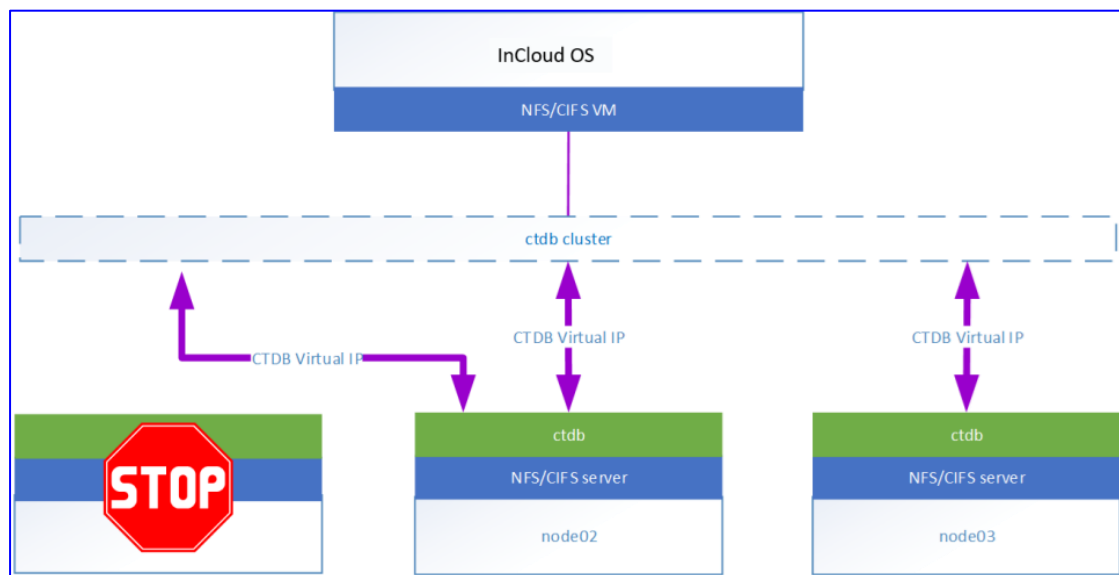 InCloud OS
NFS/CIFS VM
ctdb cluster
CTDB Virtual IP
CTDB Virtual IP
CTDB Virtual IP
STOP
ctdb
NFS/CIFS server
node02
ctdb
NFS/CIFS server
node03